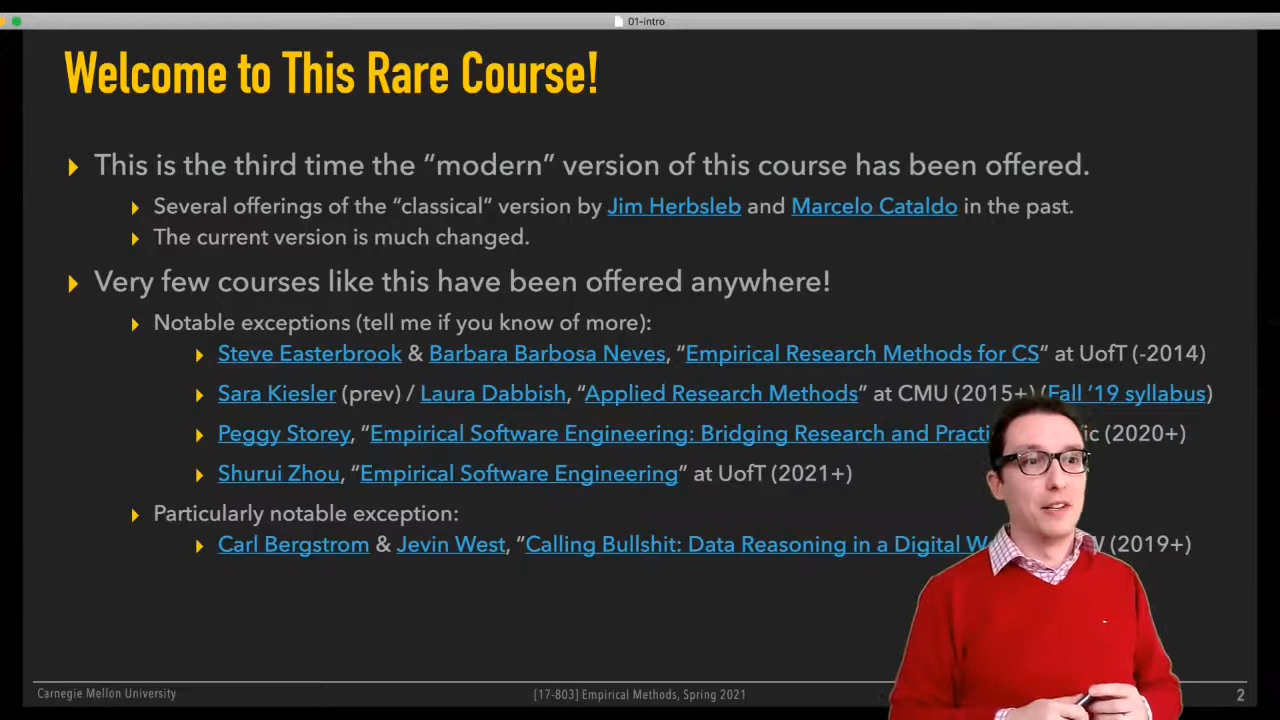 01-intro
Welcome to This Rare Course!
This is the third time the “modern” version of this course has been offered.
Several offerings of the “classical” version by Jim Herbsleb and Marcelo Cataldo in the past.
The current version is much changed.
Very few courses like this have been offered anywhere!
Notable exceptions (tell me if you know of more):
Steve Easterbrook & Barbara Barbosa Neves, “Empirical Research Methods for CS” at UofT (-2014)
Sara Kiesler (prev) / Laura Dabbish, “Applied Research Methods” at CMU (2015+) (Fall ’19 syllabus)
Peggy Storey, “Empirical Software Engineering: Bridging Research and (2020+)
Shurui Zhou, “Empirical Software Engineering” at UofT (2021+)
Particularly notable exception:
Carl Bergstrom & Jevin West, “Calling Bullshit: Data Reasoning in a Digital (2019+)
Carnegie Mellon University
[17-803] Empirical Methods, Spring 2021
2